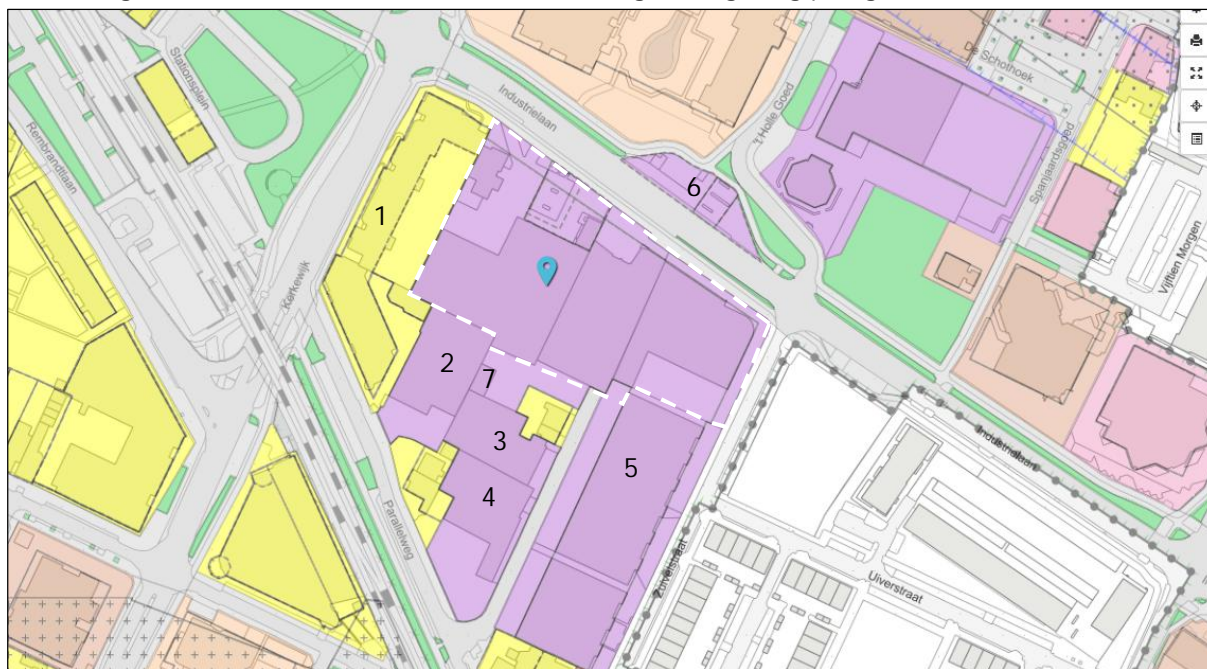 Stationsplein
Rembrandtlaan
Kerkewijk
Industrielaan
't Holle Goed
De Schothoek
Spanjaardsgoed
Vijftien Morgen
1
6
2
7
3
4
5
Parallelweg
Zuiverstraat
Uiverstraat
Industrielaan